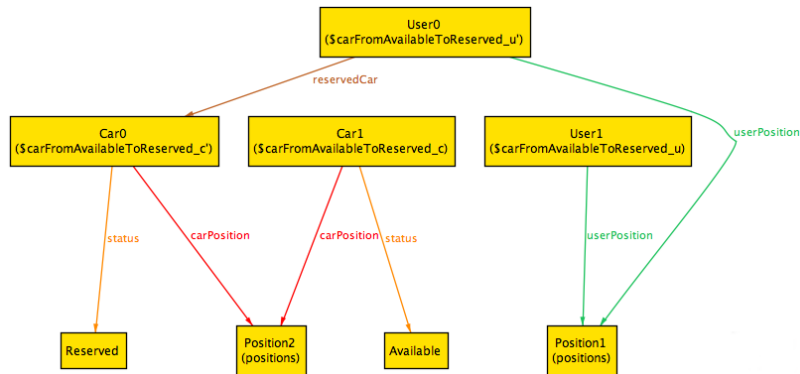 User0
($carFromAvailableToReserved_u')
reservedCar
Car0
($carFromAvailableToReserved_c')
Car1
($carFromAvailableToReserved_c)
User1
($carFromAvailableToReserved_u)
userPosition
status
carPosition
carPosition
status
userPosition
Reserved
Position2
(positions)
Available
Position1
(positions)